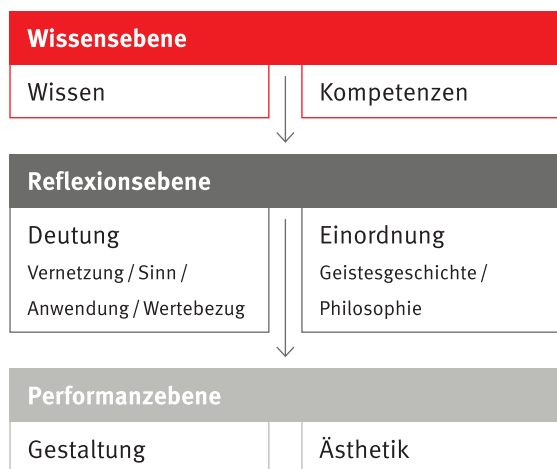 Wissensebene
Wissen
Kompetenzen
Reflexionsebene
Deutung
Vernetzung / Sinn /
Anwendung / Wertebezug
Einordnung
Geistesgeschichte /
Philosophie
Performanzebene
Gestaltung
Ästhetik